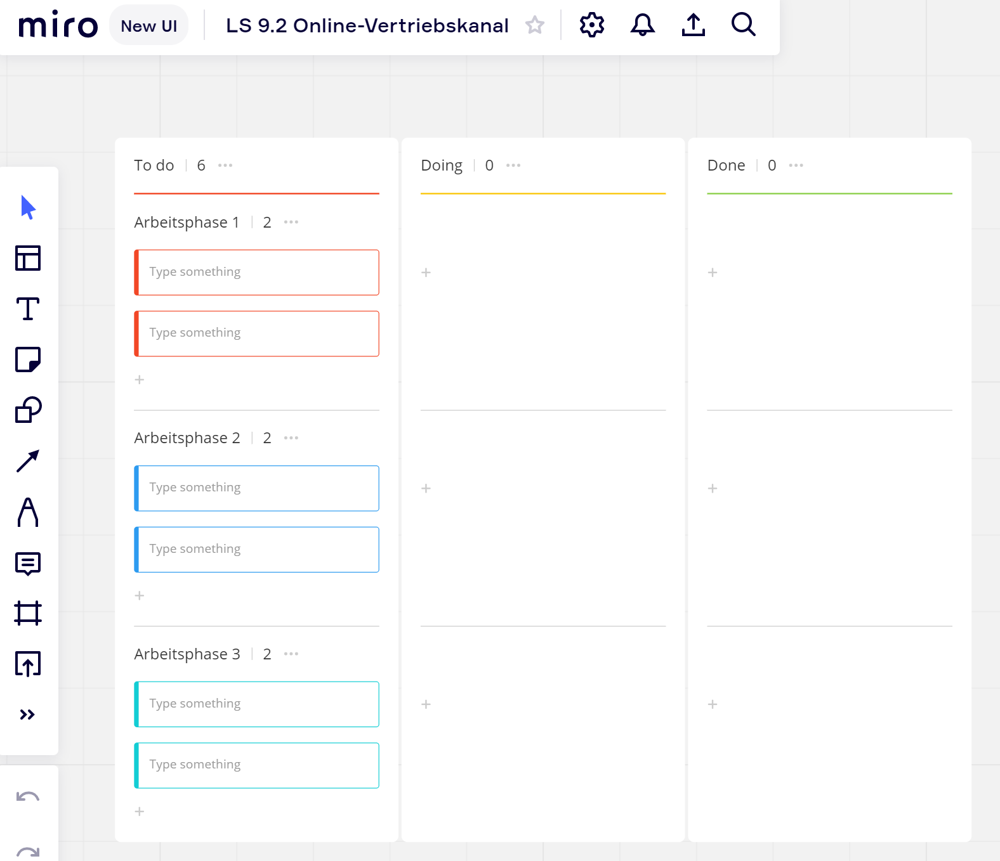 miro New UI LS 9.2 Online-Vertriebskanal
To do 6 Doing 0 Done 0
Arbeitsphase 1 2
Type something
Type something
Arbeitsphase 2 2
Type something
Type something
Arbeitsphase 3 2
Type something
Type something